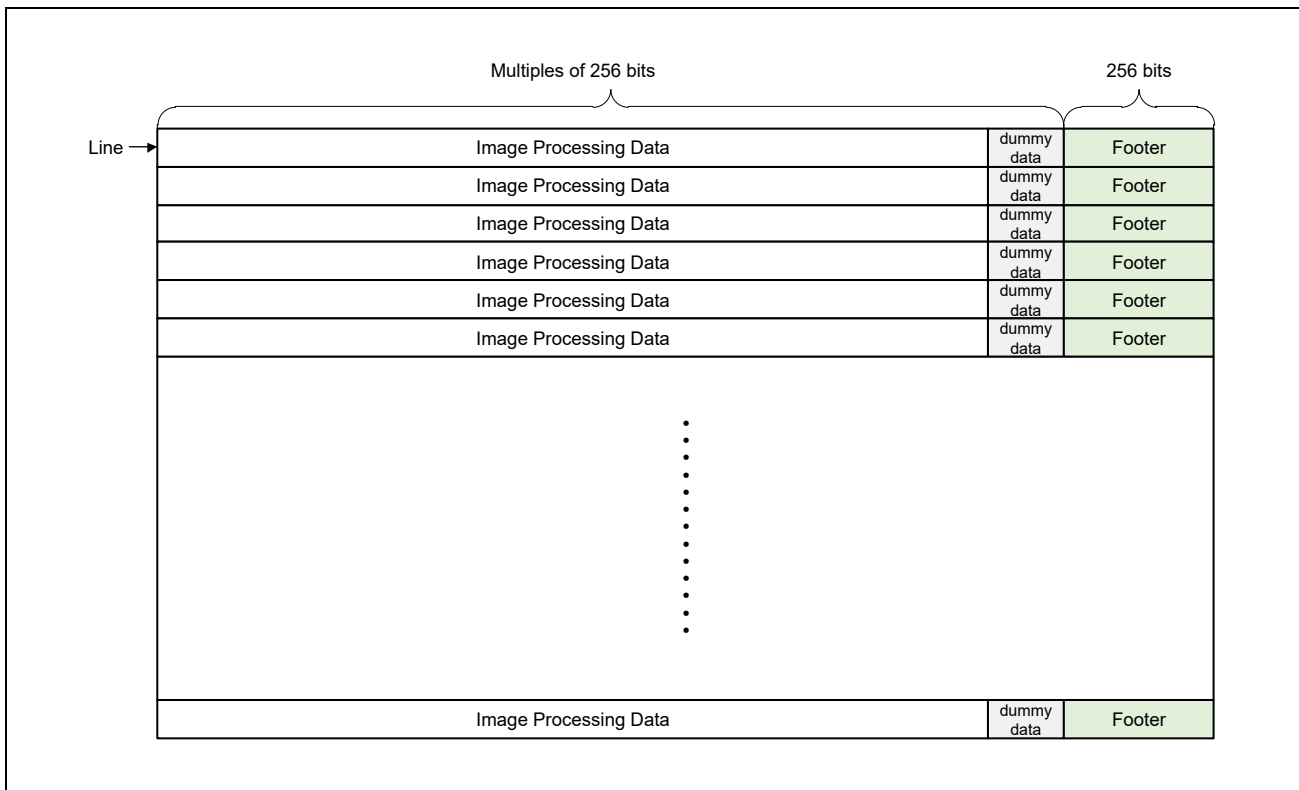 Multiples of 256 bits
256 bits
Line
Image Processing Data
dummy
data
Footer
Image Processing Data
dummy
data
Footer
Image Processing Data
dummy
data
Footer
Image Processing Data
dummy
data
Footer
Image Processing Data
dummy
data
Footer
Image Processing Data
dummy
data
Footer
Image Processing Data
dummy
data
Footer